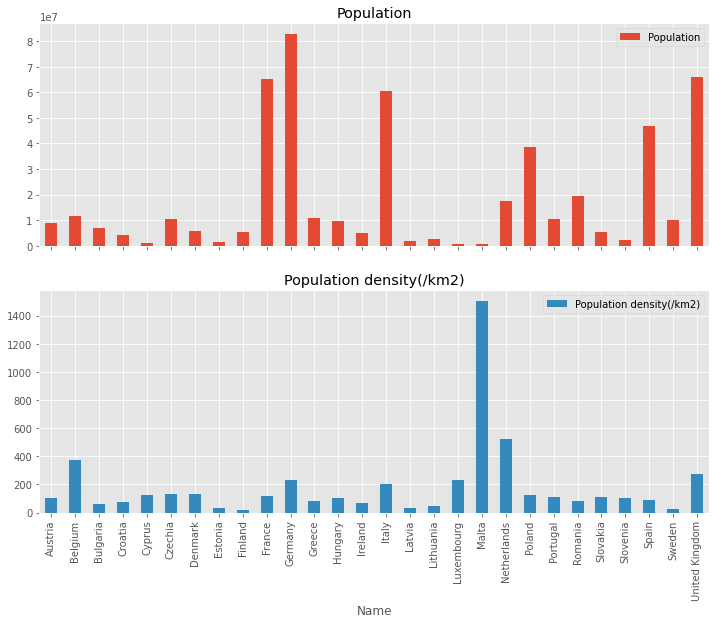 Population
1e7
Population
8
7
6
5
4
3
2
1
0
Population density(/km2)
Population density(/km2)
1400
1200
1000
800
600
400
200
0
Austria
Belgium
Bulgaria
Croatia
Cyprus
Czechia
Denmark
Estonia
Finland
France
Germany
Greece
Hungary
Ireland
Italy
Latvia
Lithuania
Luxembourg
Malta
Netherlands
Poland
Portugal
Romania
Slovakia
Slovenia
Spain
Sweden
United Kingdom
Name